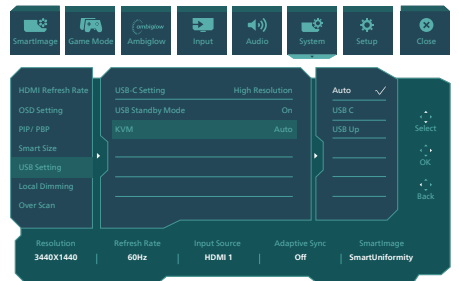 SmartImage
Game Mode
ambiglow
Ambiglow
Input
Audio
System
Setup
Close
HDMI Refresh Rate
OSD Setting
PIP/ PBP
Smart Size
USB Setting
Local Dimming
Over Scan
USB-C Setting High Resolution
USB Standby Mode On
KVM Auto
Auto
USB C
USB Up
Select
OK
Back
Resolution Refresh Rate Input Source Adaptive Sync SmartImage
3440X1440 | 60Hz | HDMI 1 | Off | SmartUniformity